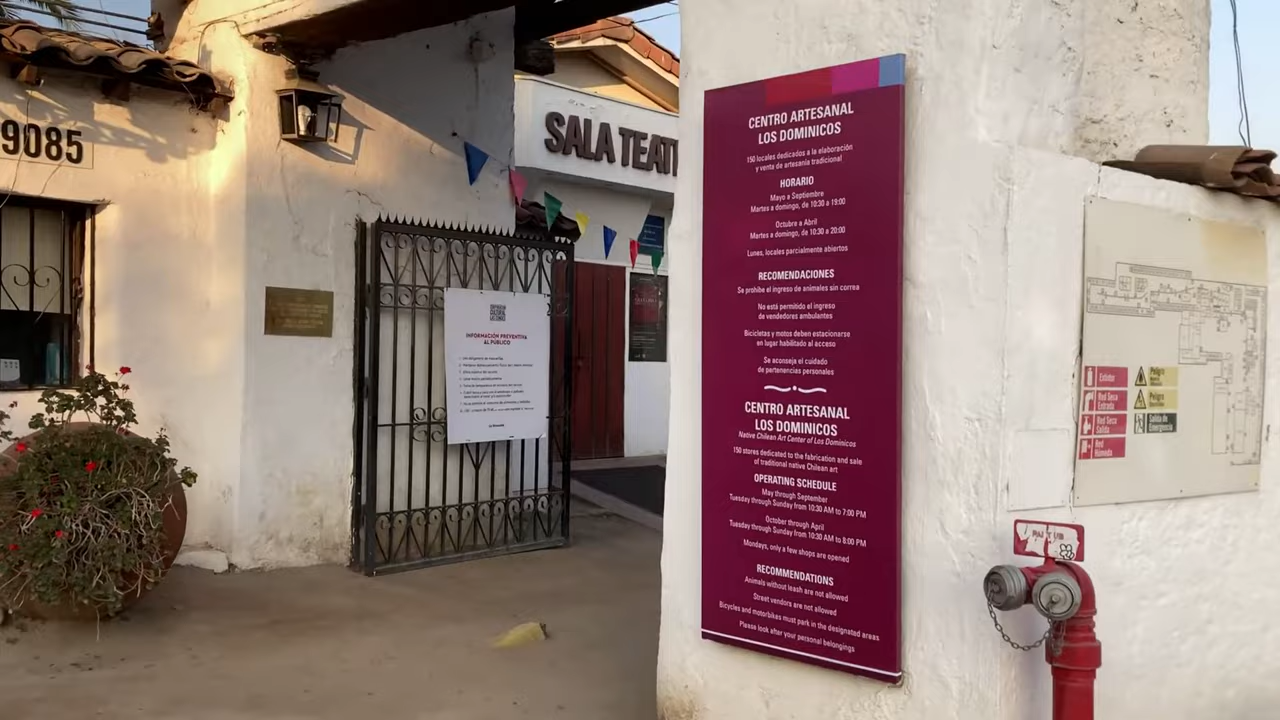 9085
SALA TEAT
CORPORACIÓN
CULTURAL
LAS CONDES
INFORMACIÓN PREVENTIVA
AL PÚBLICO
CENTRO ARTESANAL
LOS DOMINICOS
150 locales dedicados a la elaboración
y venta de artesanía tradicional
HORARIO
Mayo a Septiembre
Martes a domingo, de 10:30 a 19:00
Octubre a Abril
Martes a domingo, de 10:30 a 20:00
Lunes, locales parcialmente abiertos
RECOMENDACIONES
Se prohibe el ingreso de animales sin correa
No está permitido el ingreso
de vendedores ambulantes
Bicicletas y motos deben estacionarse
en lugar habilitado al acceso
Se aconseja el cuidado
de pertenencias personales
CENTRO ARTESANAL
LOS DOMINICOS
Native Chilean Art Center of Los Dominicos
150 stores dedicated to the fabrication and sale
of traditional native Chilean art
OPERATING SCHEDULE
May through September
Tuesday through Sunday from 10:30 AM to 7:00 PM
October through April
Tuesday through Sunday from 10:30 AM to 8:00 PM
Mondays, only a few shops are opened
RECOMMENDATIONS
Animals without leash are not allowed
Street vendors are not allowed
Bicycles and motorbikes must park in the designated areas
Please look after your personal belongings
Extintor
Red Seca
Entrada
Red Seca
Salida
Red
Húmeda
Peligro
Peligro
Salida de
Emergencia